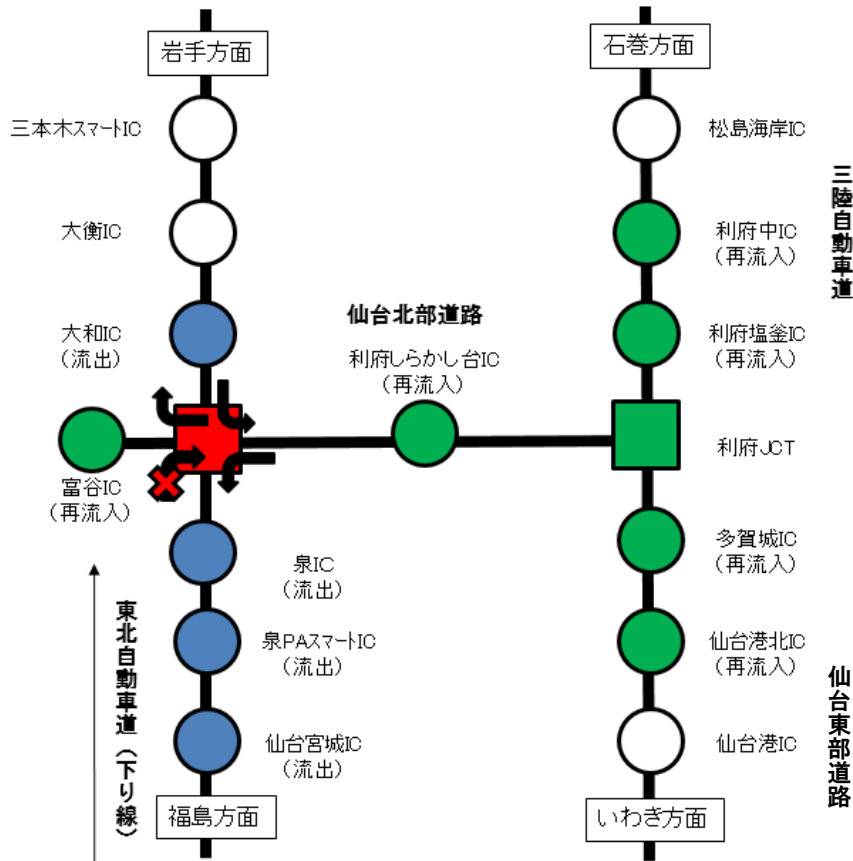 岩手方面
石巻方面
三本木スマートIC
松島海岸IC
三陸自動車道
大衡IC
利府中IC
(再流入)
仙台北部道路
大和IC
(流出)
利府しらかし台IC
(再流入)
利府塩釜IC
(再流入)
富谷IC
(再流入)
利府JCT
泉IC
(流出)
多賀城IC
(再流入)
東北自動車道(下り線)
泉PAスマートIC
(流出)
仙台港北IC
(再流入)
仙台東部道路
仙台宮城IC
(流出)
仙台港IC
福島方面
いわき方面